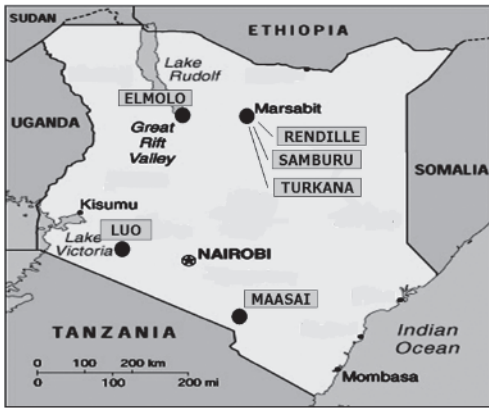 SUDAN
ETHIOPIA
Lake
Rudolf
ELMOLO
Marsabit
UGANDA
Great
Rift
Valley
RENDILLE
SAMBURU
TURKANA
SOMALIA
Kisumu
LUO
Lake
Victoria
NAIROBI
MAASAI
TANZANIA
Indian
Ocean
0 100 200 km
0 100 200 mi
Mombasa